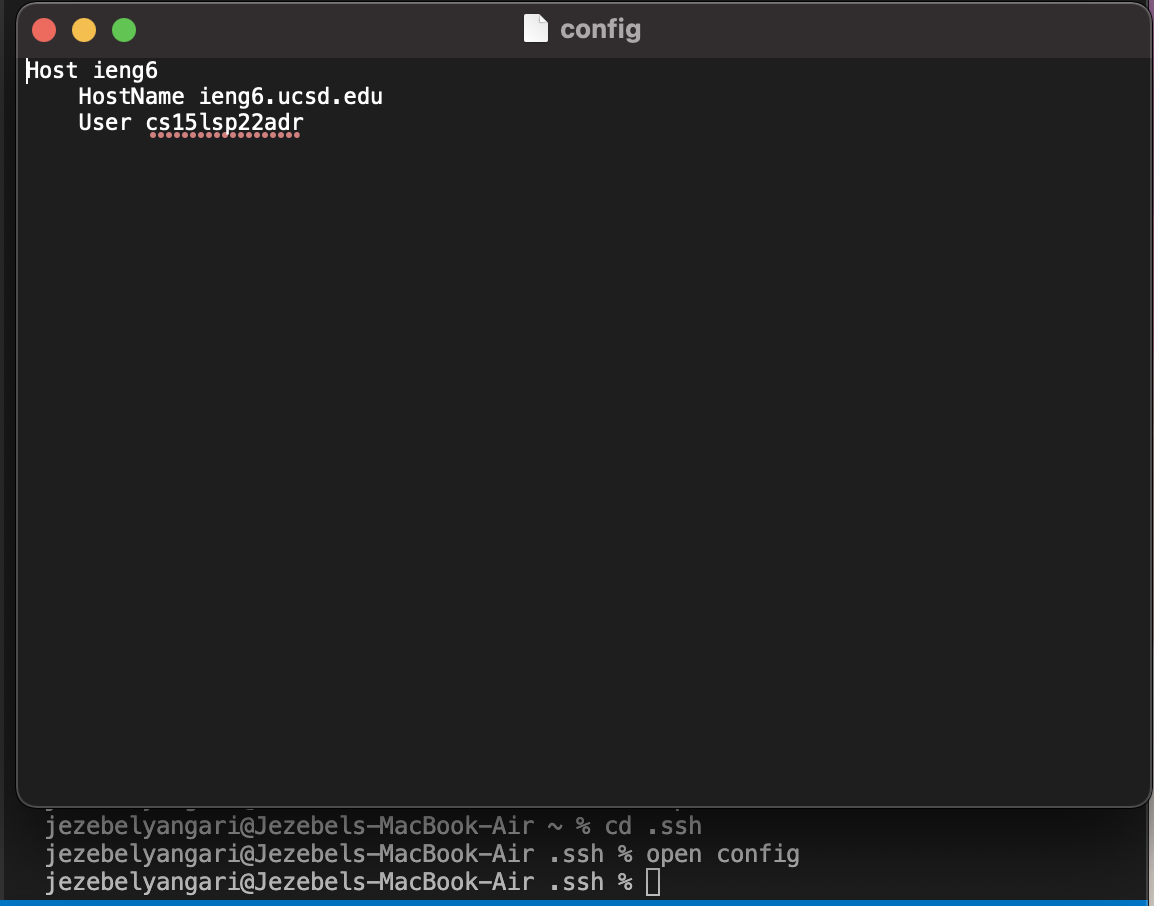 config
Host ieng6
    HostName ieng6.ucsd.edu
    User cs15lsp22adr
jezebelyangari@Jezebels-MacBook-Air ~ % cd .ssh
jezebelyangari@Jezebels-MacBook-Air .ssh % open config
jezebelyangari@Jezebels-MacBook-Air .ssh %